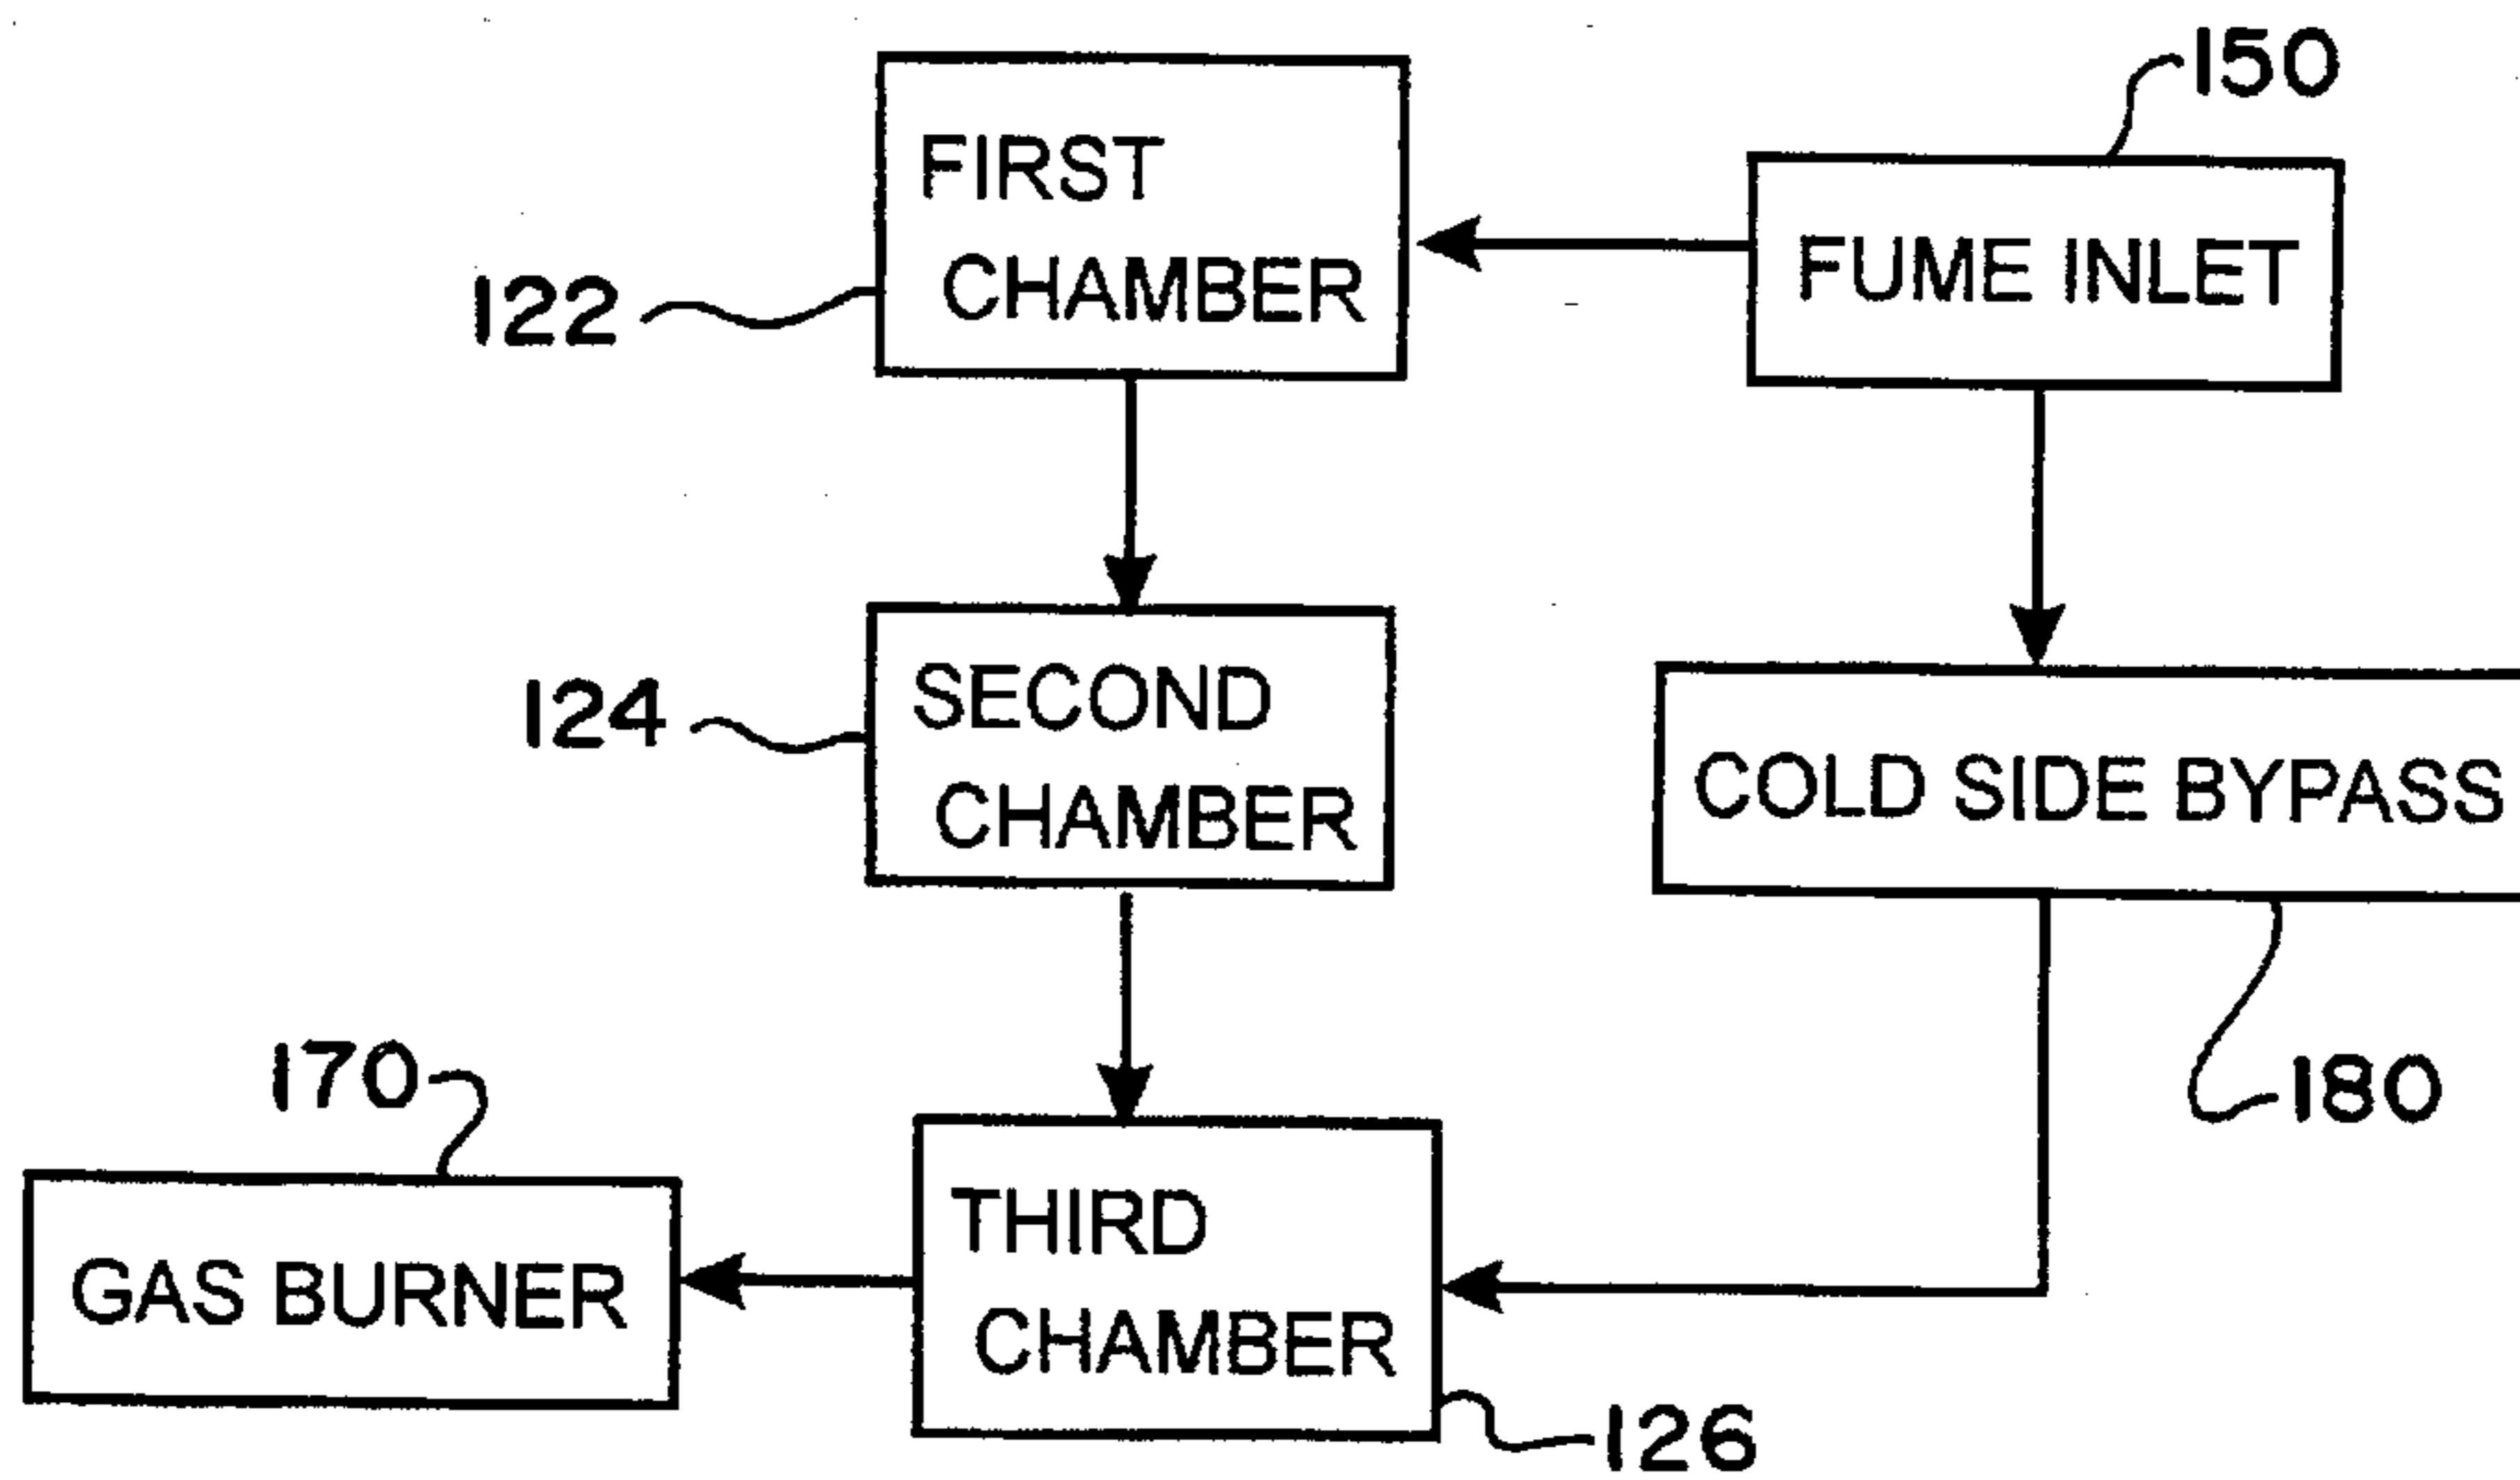 150
FIRST
CHAMBER
FUME INLET
122
SECOND
CHAMBER
124
COLD SIDE BYPASS
170
180
THIRD
CHAMBER
GAS BURNER
126